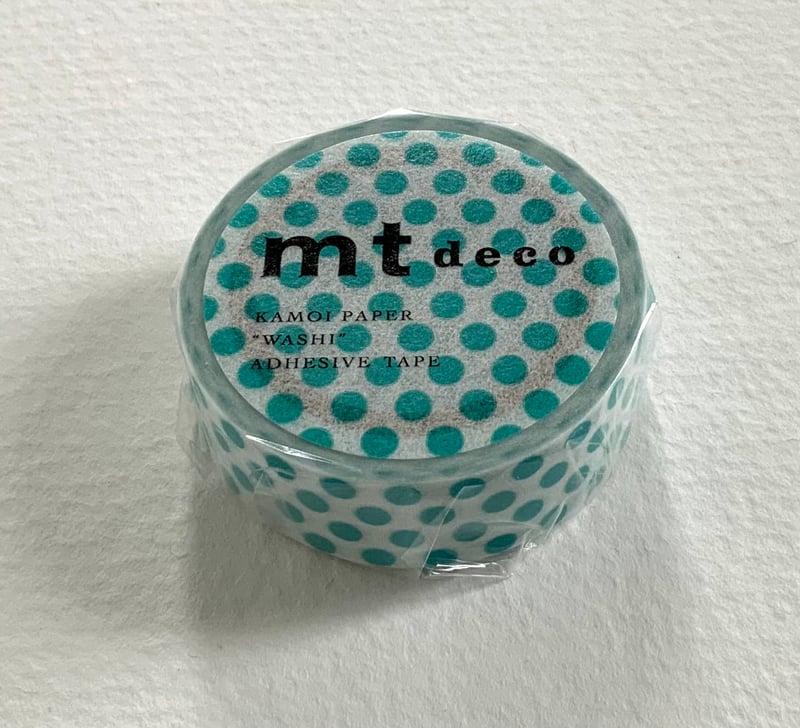 mt deco
KAMOI PAPER
"WASHI"
ADHESIVE TAPE